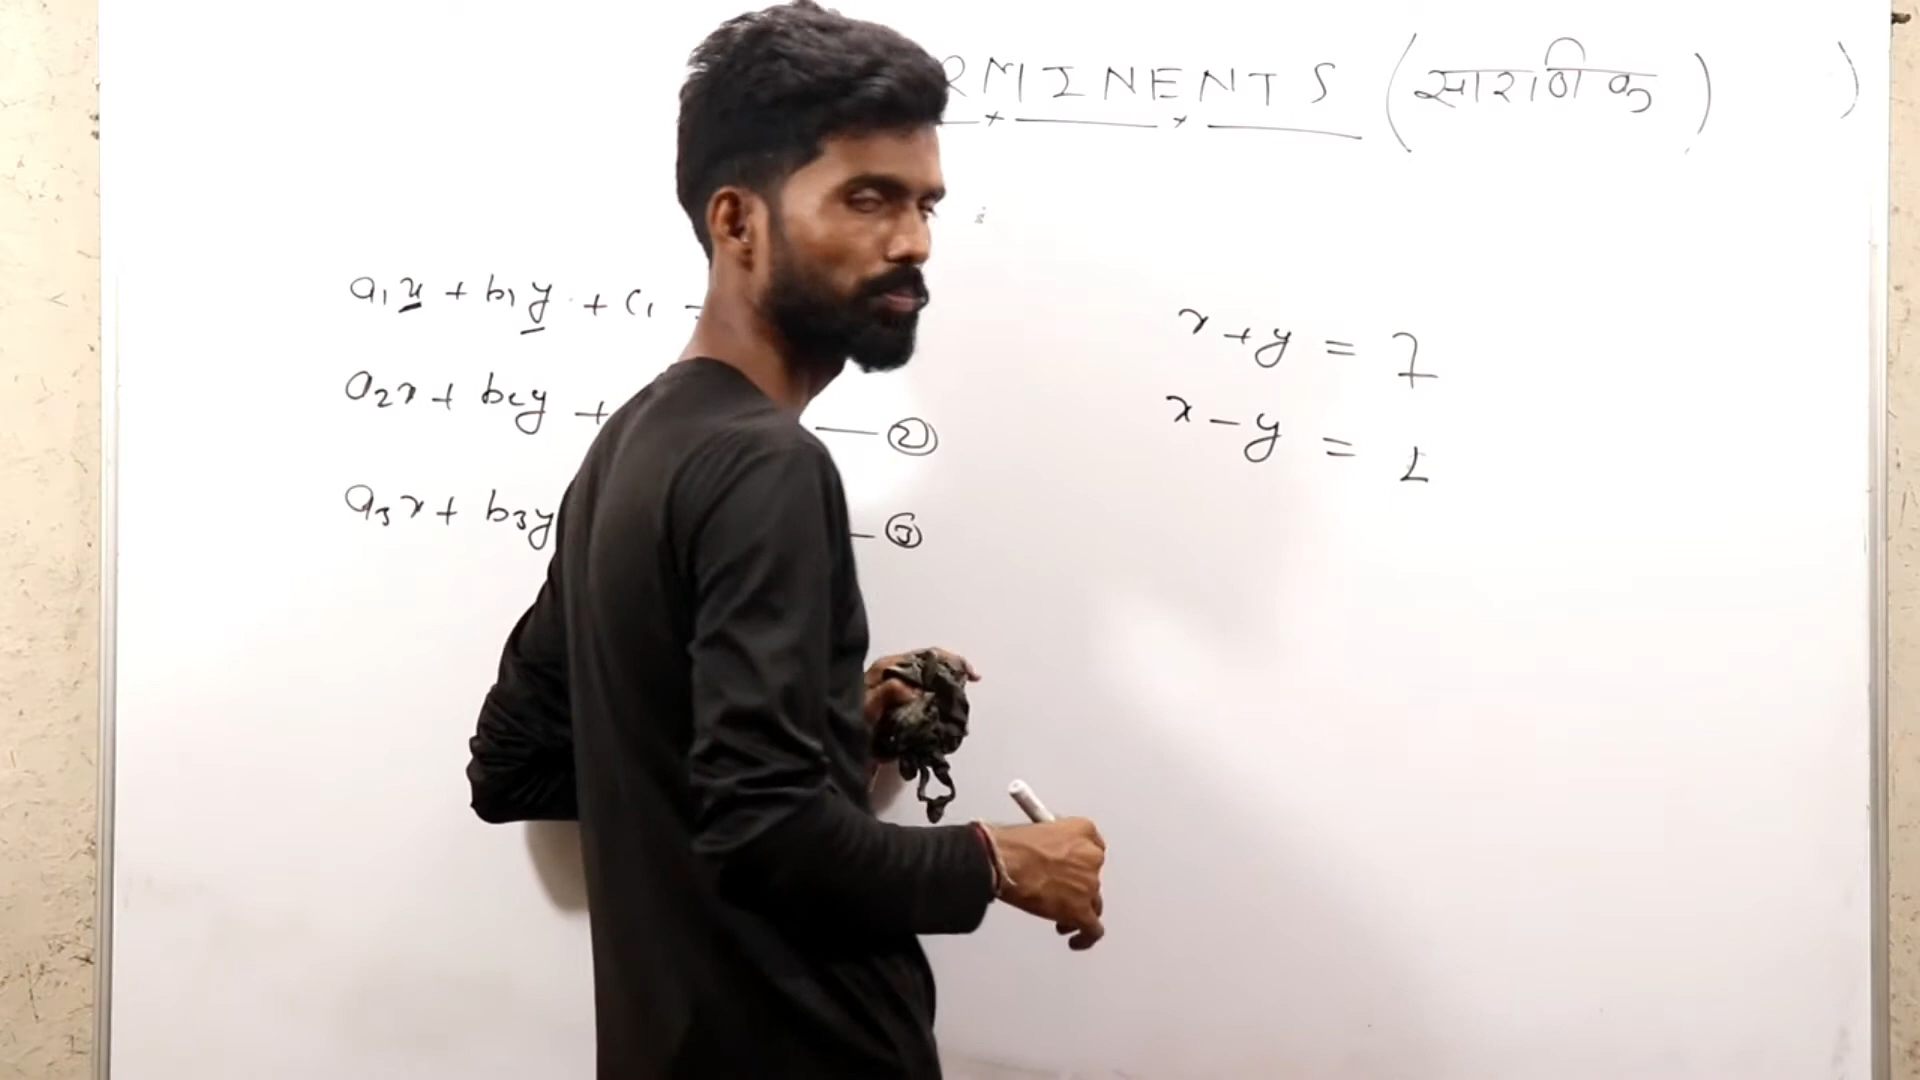 RMINENTS (सारणिक) )
a₁x + b₁y + c₁ =
a₂x + b₂y + — ②
a₃x + b₃y — ③
x + y = 7
x - y = 1